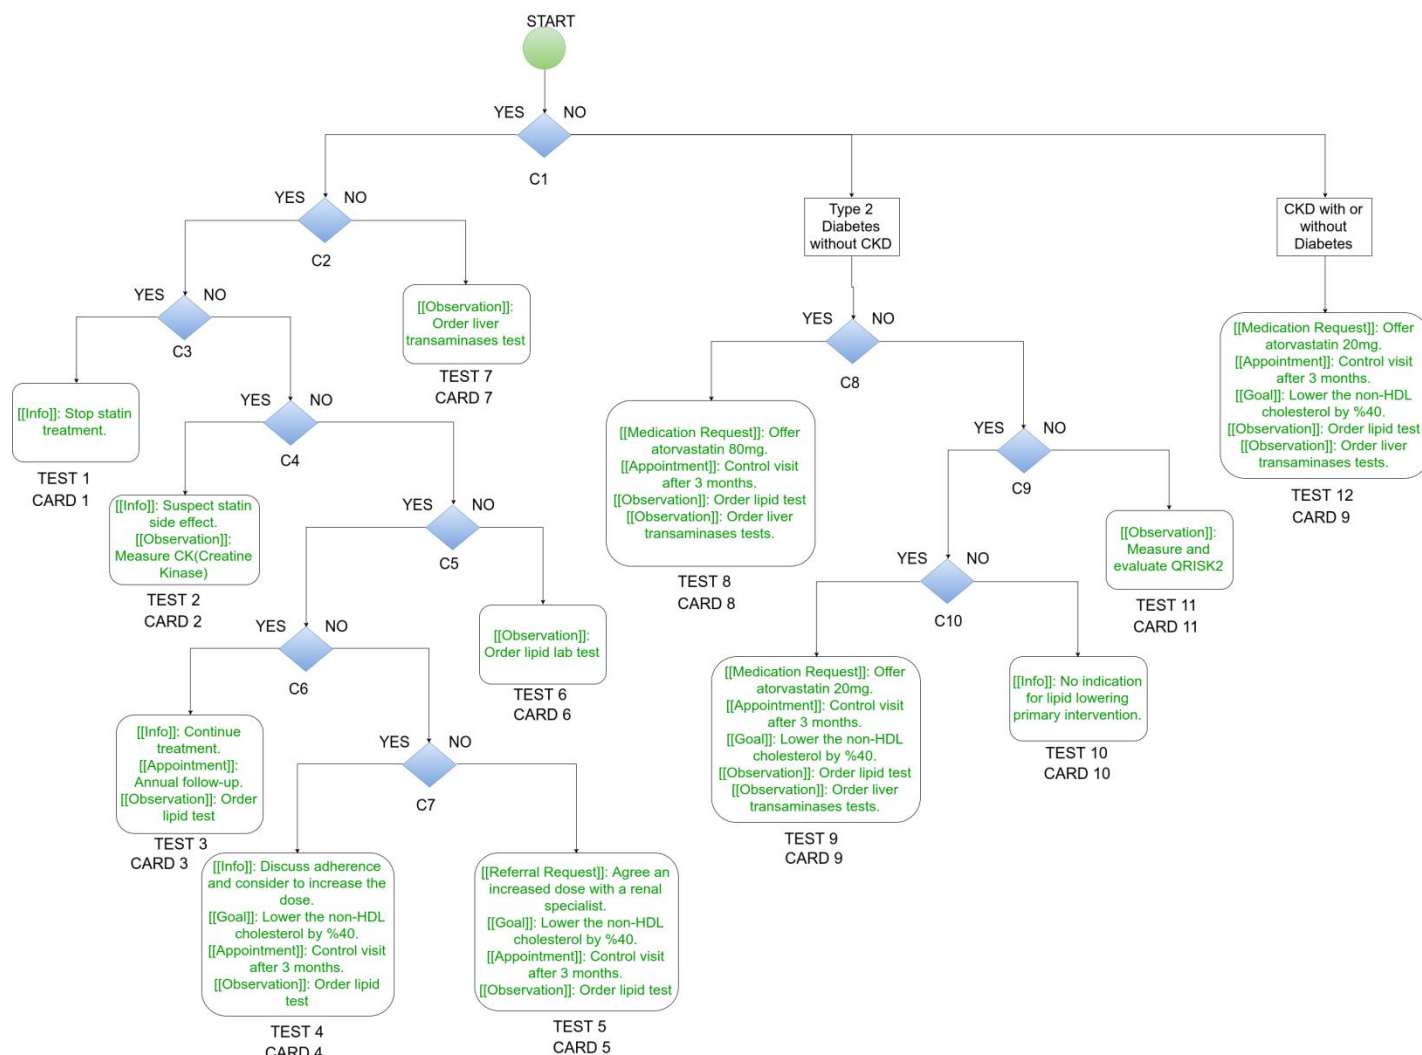 START
YES
NO
C1
YES
NO
C2
Type 2
Diabetes
without CKD
CKD with or
without
Diabetes
YES
NO
C3
[[Observation]]:
Order liver
transaminases test
TEST 7
CARD 7
YES
NO
C8
[[Medication Request]]: Offer
atorvastatin 20mg.
[[Appointment]]: Control visit
after 3 months.
[[Goal]]: Lower the non-HDL
cholesterol by %40.
[[Observation]]: Order lipid test
[[Observation]]: Order liver
transaminases tests.
TEST 12
CARD 9
[[Info]: Stop statin
treatment.
TEST 1
CARD 1
YES
NO
C4
[[Medication Request]]: Offer
atorvastatin 80mg.
[[Appointment]]: Control visit
after 3 months.
[[Observation]]: Order lipid test
[[Observation]]: Order liver
transaminases tests.
TEST 8
CARD 8
YES
NO
C9
[[Info]]: Suspect statin
side effect.
[[Observation]]:
Measure CK(Creatine
Kinase)
TEST 2
CARD 2
YES
NO
C5
[[Observation]]:
Measure and
evaluate QRISK2
TEST 11
CARD 11
YES
NO
C10
YES
NO
C6
[[Observation]]:
Order lipid lab test
TEST 6
CARD 6
[[Medication Request]]: Offer
atorvastatin 20mg.
[[Appointment]]: Control visit
after 3 months.
[[Goal]]: Lower the non-HDL
cholesterol by %40.
[[Observation]]: Order lipid test
[[Observation]]: Order liver
transaminases tests.
TEST 9
CARD 9
[[Info]: No indication
for lipid lowering
primary intervention.
TEST 10
CARD 10
[[Info]]: Continue
treatment.
[[Appointment]]:
Annual follow-up.
[[Observation]]: Order
lipid test
TEST 3
CARD 3
YES
NO
C7
[[Info]]: Discuss adherence
and consider to increase the
dose.
[[Goal]]: Lower the non-HDL
cholesterol by %40.
[[Appointment]]: Control visit
after 3 months.
[[Observation]]: Order lipid
test
TEST 4
CARD 4
[[Referral Request]]: Agree an
increased dose with a renal
specialist.
[[Goal]]: Lower the non-HDL
cholesterol by %40.
[[Appointment]]: Control visit
after 3 months.
[[Observation]]: Order lipid test
TEST 5
CARD 5